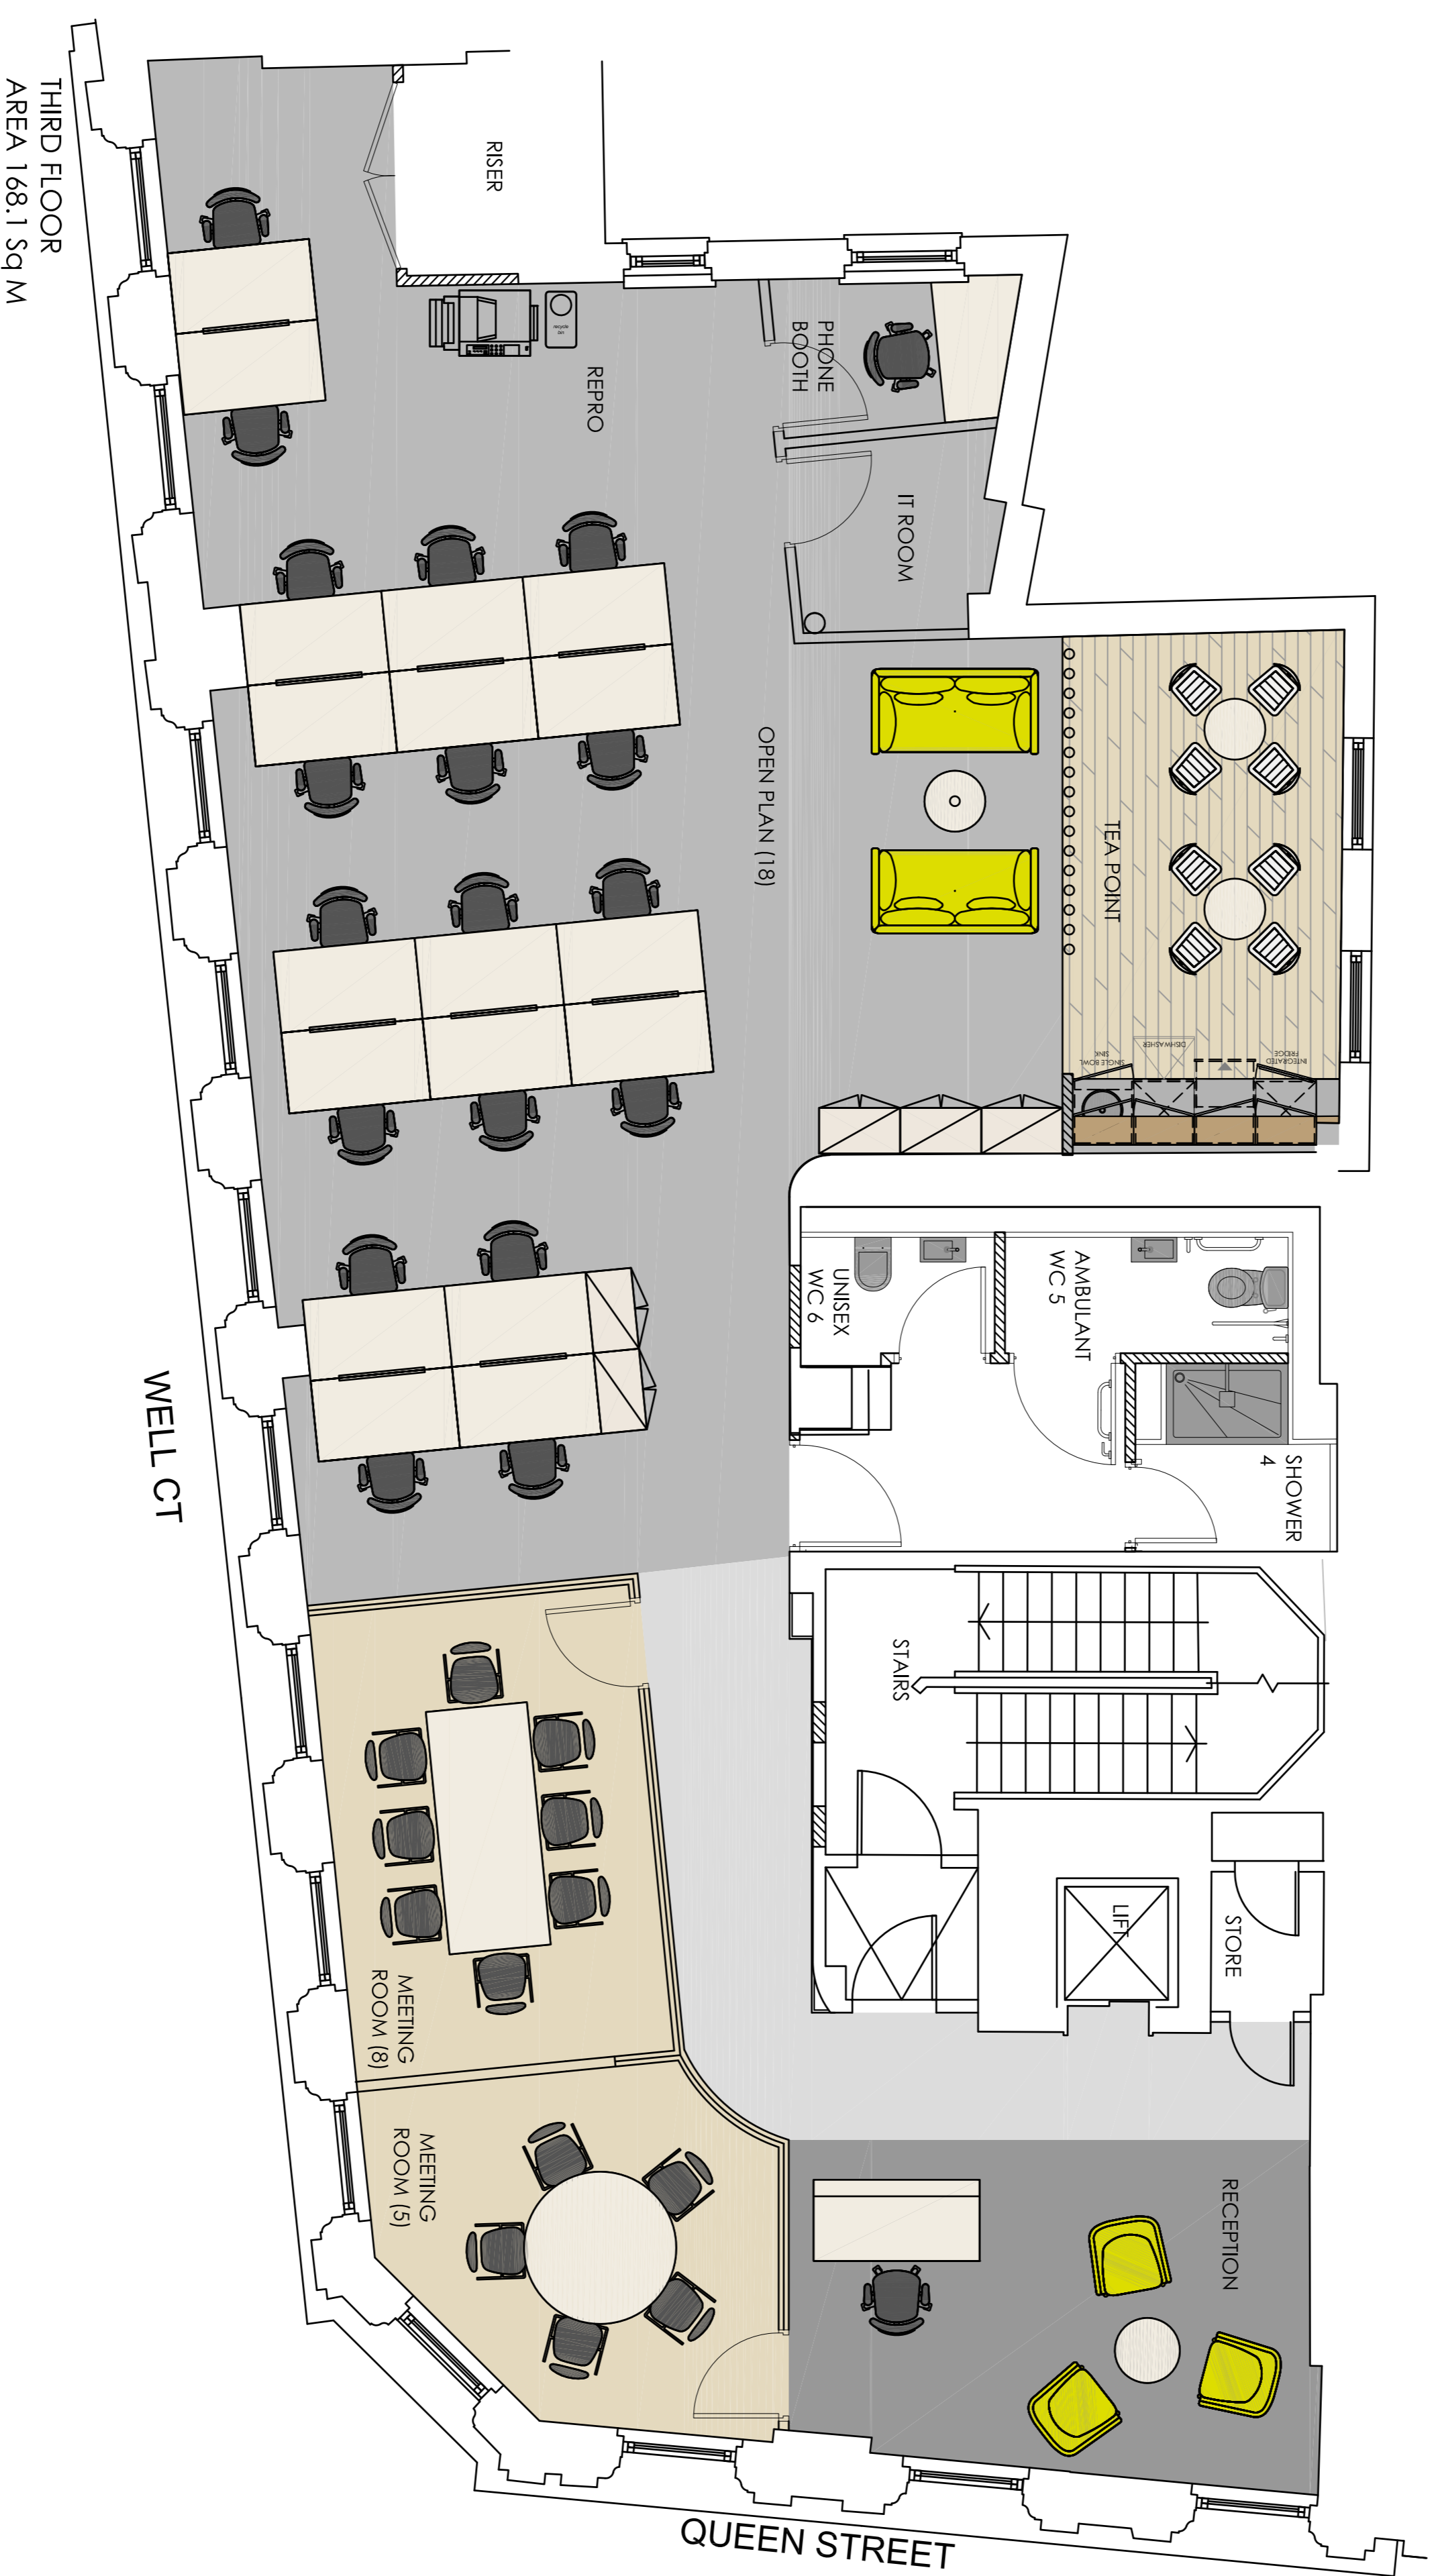 THIRD FLOOR
AREA 168.1 Sq M
RISER
recycle
bin
REPRO
PHONE
BOOTH
IT ROOM
OPEN PLAN (18)
TEA POINT
SINGLE BOWL
SINK
DISHWASHER
INTEGRATED
FRIDGE
UNISEX
WC 6
AMBULANT
WC 5
SHOWER
4
STAIRS
LIFT
STORE
MEETING
ROOM (8)
MEETING
ROOM (5)
RECEPTION
WELL CT
QUEEN STREET